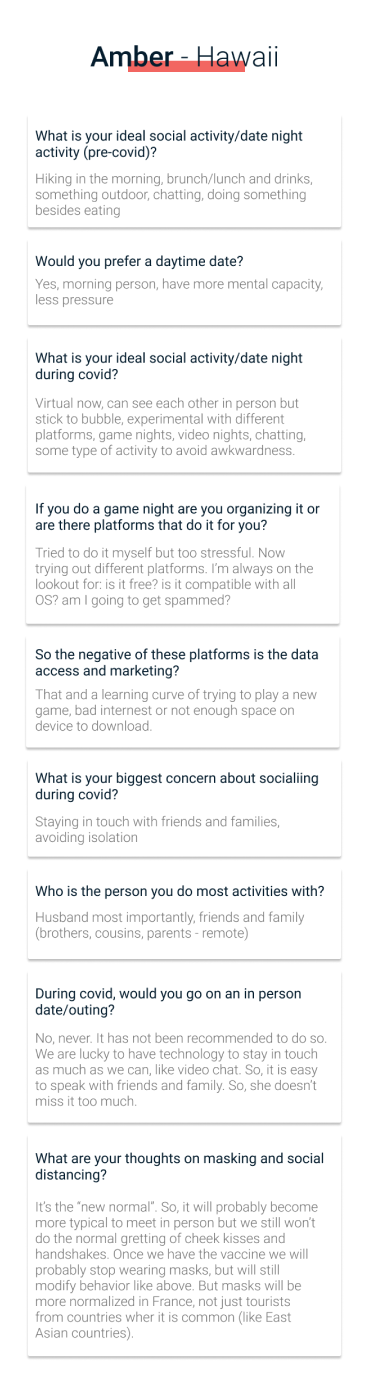 Amber - Hawaii
What is your ideal social activity/date night
activity (pre-covid)?
Hiking in the morning, brunch/lunch and drinks,
something outdoor, chatting, doing something
besides eating
Would you prefer a daytime date?
Yes, morning person, have more mental capacity,
less pressure
What is your ideal social activity/date night
during covid?
Virtual now, can see each other in person but
stick to bubble, experimental with different
platforms, game nights, video nights, chatting,
some type of activity to avoid awkwardness.
If you do a game night are you organizing it or
are there platforms that do it for you?
Tried to do it myself but too stressful. Now
trying out different platforms. I'm always on the
lookout for: is it free? is it compatible with all
OS? am I going to get spammed?
So the negative of these platforms is the data
access and marketing?
That and a learning curve of trying to play a new
game, bad internest or not enough space on
device to download.
What is your biggest concern about socialiing
during covid?
Staying in touch with friends and families,
avoiding isolation
Who is the person you do most activities with?
Husband most importantly, friends and family
(brothers, cousins, parents - remote)
During covid, would you go on an in person
date/outing?
No, never. It has not been recommended to do so.
We are lucky to have technology to stay in touch
as much as we can, like video chat. So, it is easy
to speak with friends and family. So, she doesn't
miss it too much.
What are your thoughts on masking and social
distancing?
It's the “new normal”. So, it will probably become
more typical to meet in person but we still won't
do the normal gretting of cheek kisses and
handshakes. Once we have the vaccine we will
probably stop wearing masks, but will still
modify behavior like above. But masks will be
more normalized in France, not just tourists
from countries wher it is common (like East
Asian countries).